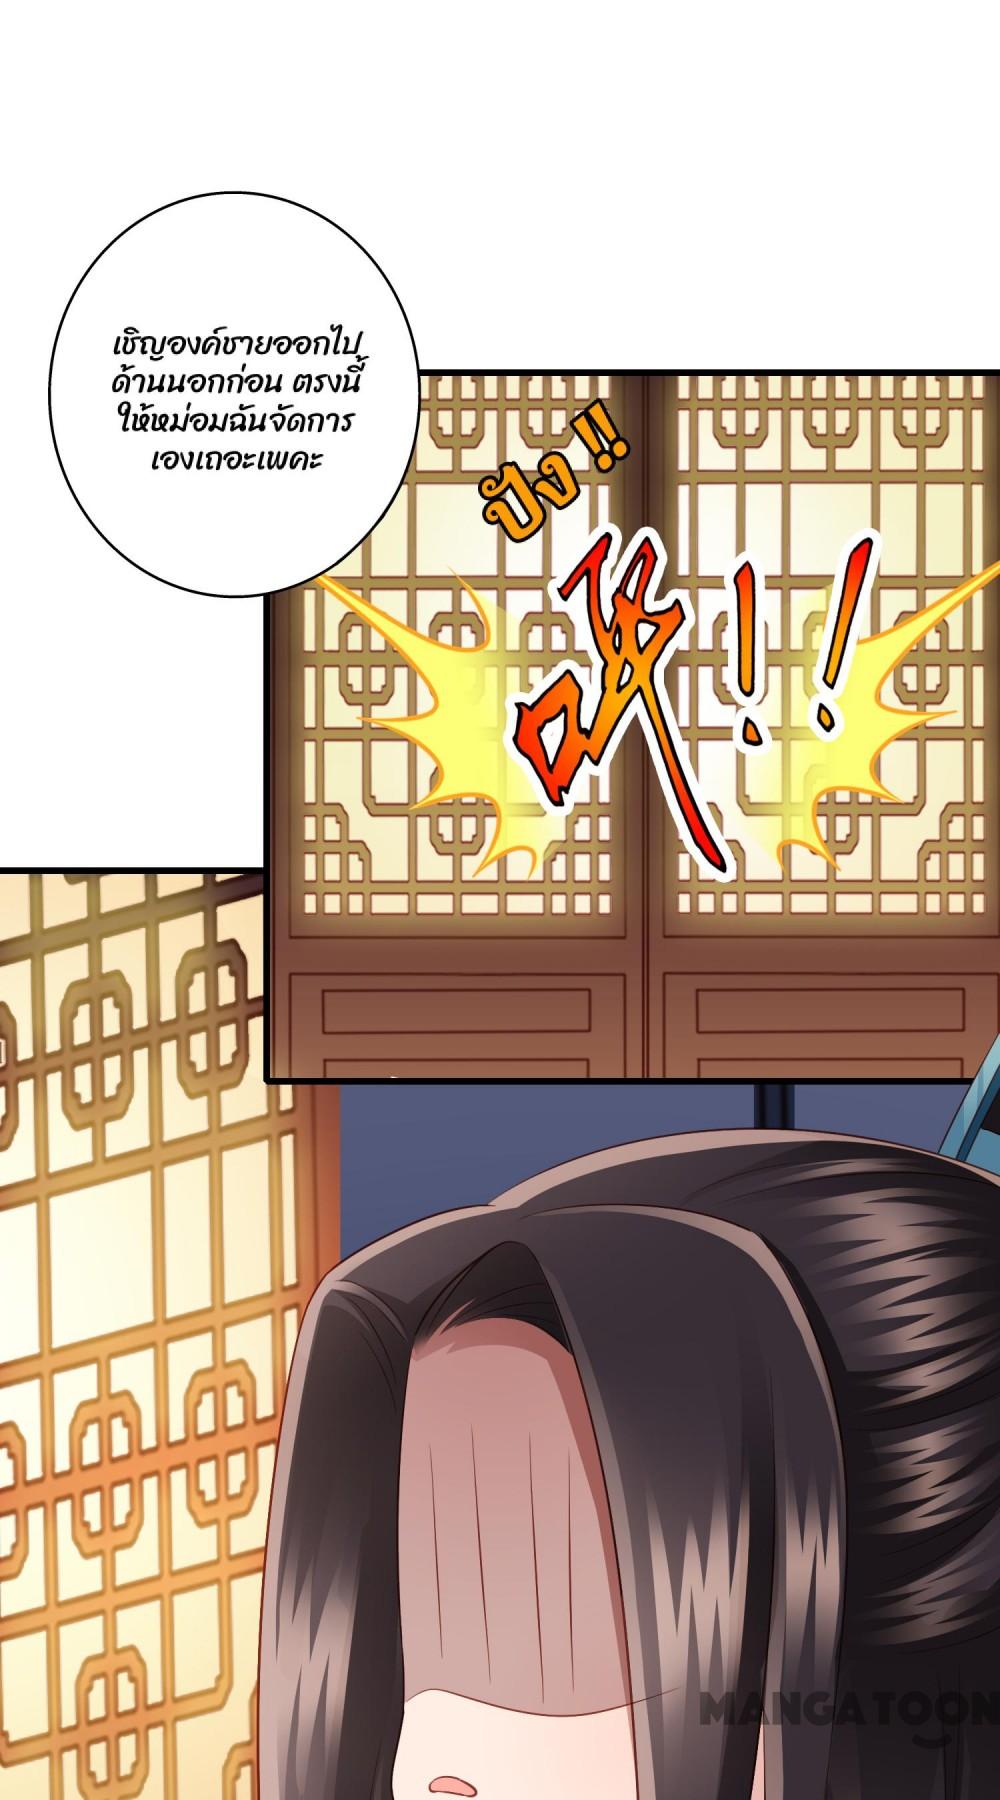 เชิญองค์ชายออกไป
ด้านนอกก่อน ตรงนี้
ให้หม่อมฉันจัดการ
เองเถอะเพคะ
ปัง !!
MANGATOON